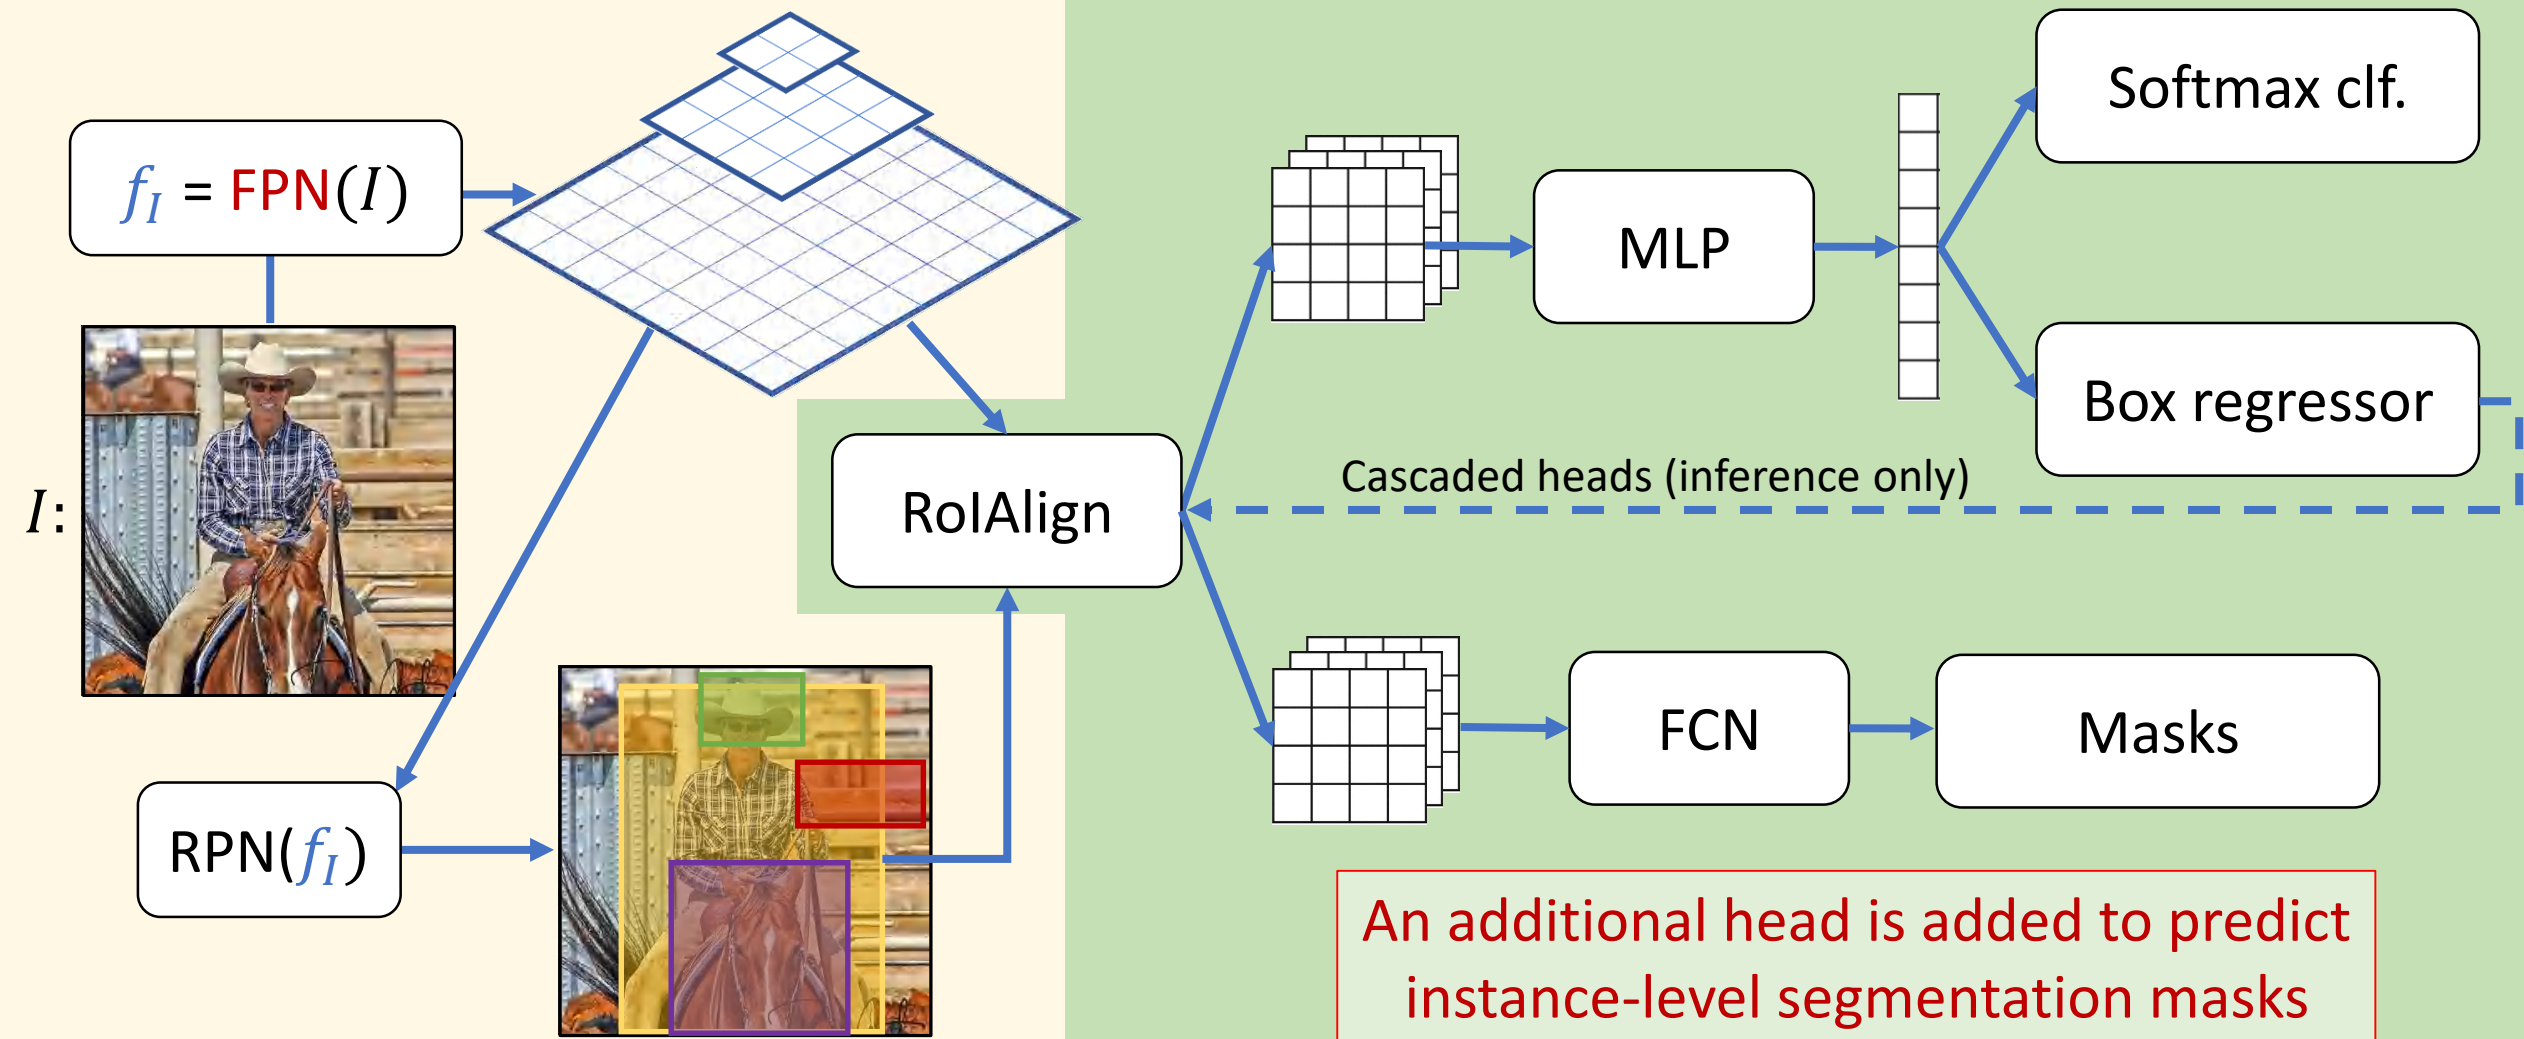 f_I = FPN(I)
I:
RPN(f_I)
RoIAlign
MLP
Softmax clf.
Box regressor
Cascaded heads (inference only)
FCN
Masks
An additional head is added to predict
instance-level segmentation masks